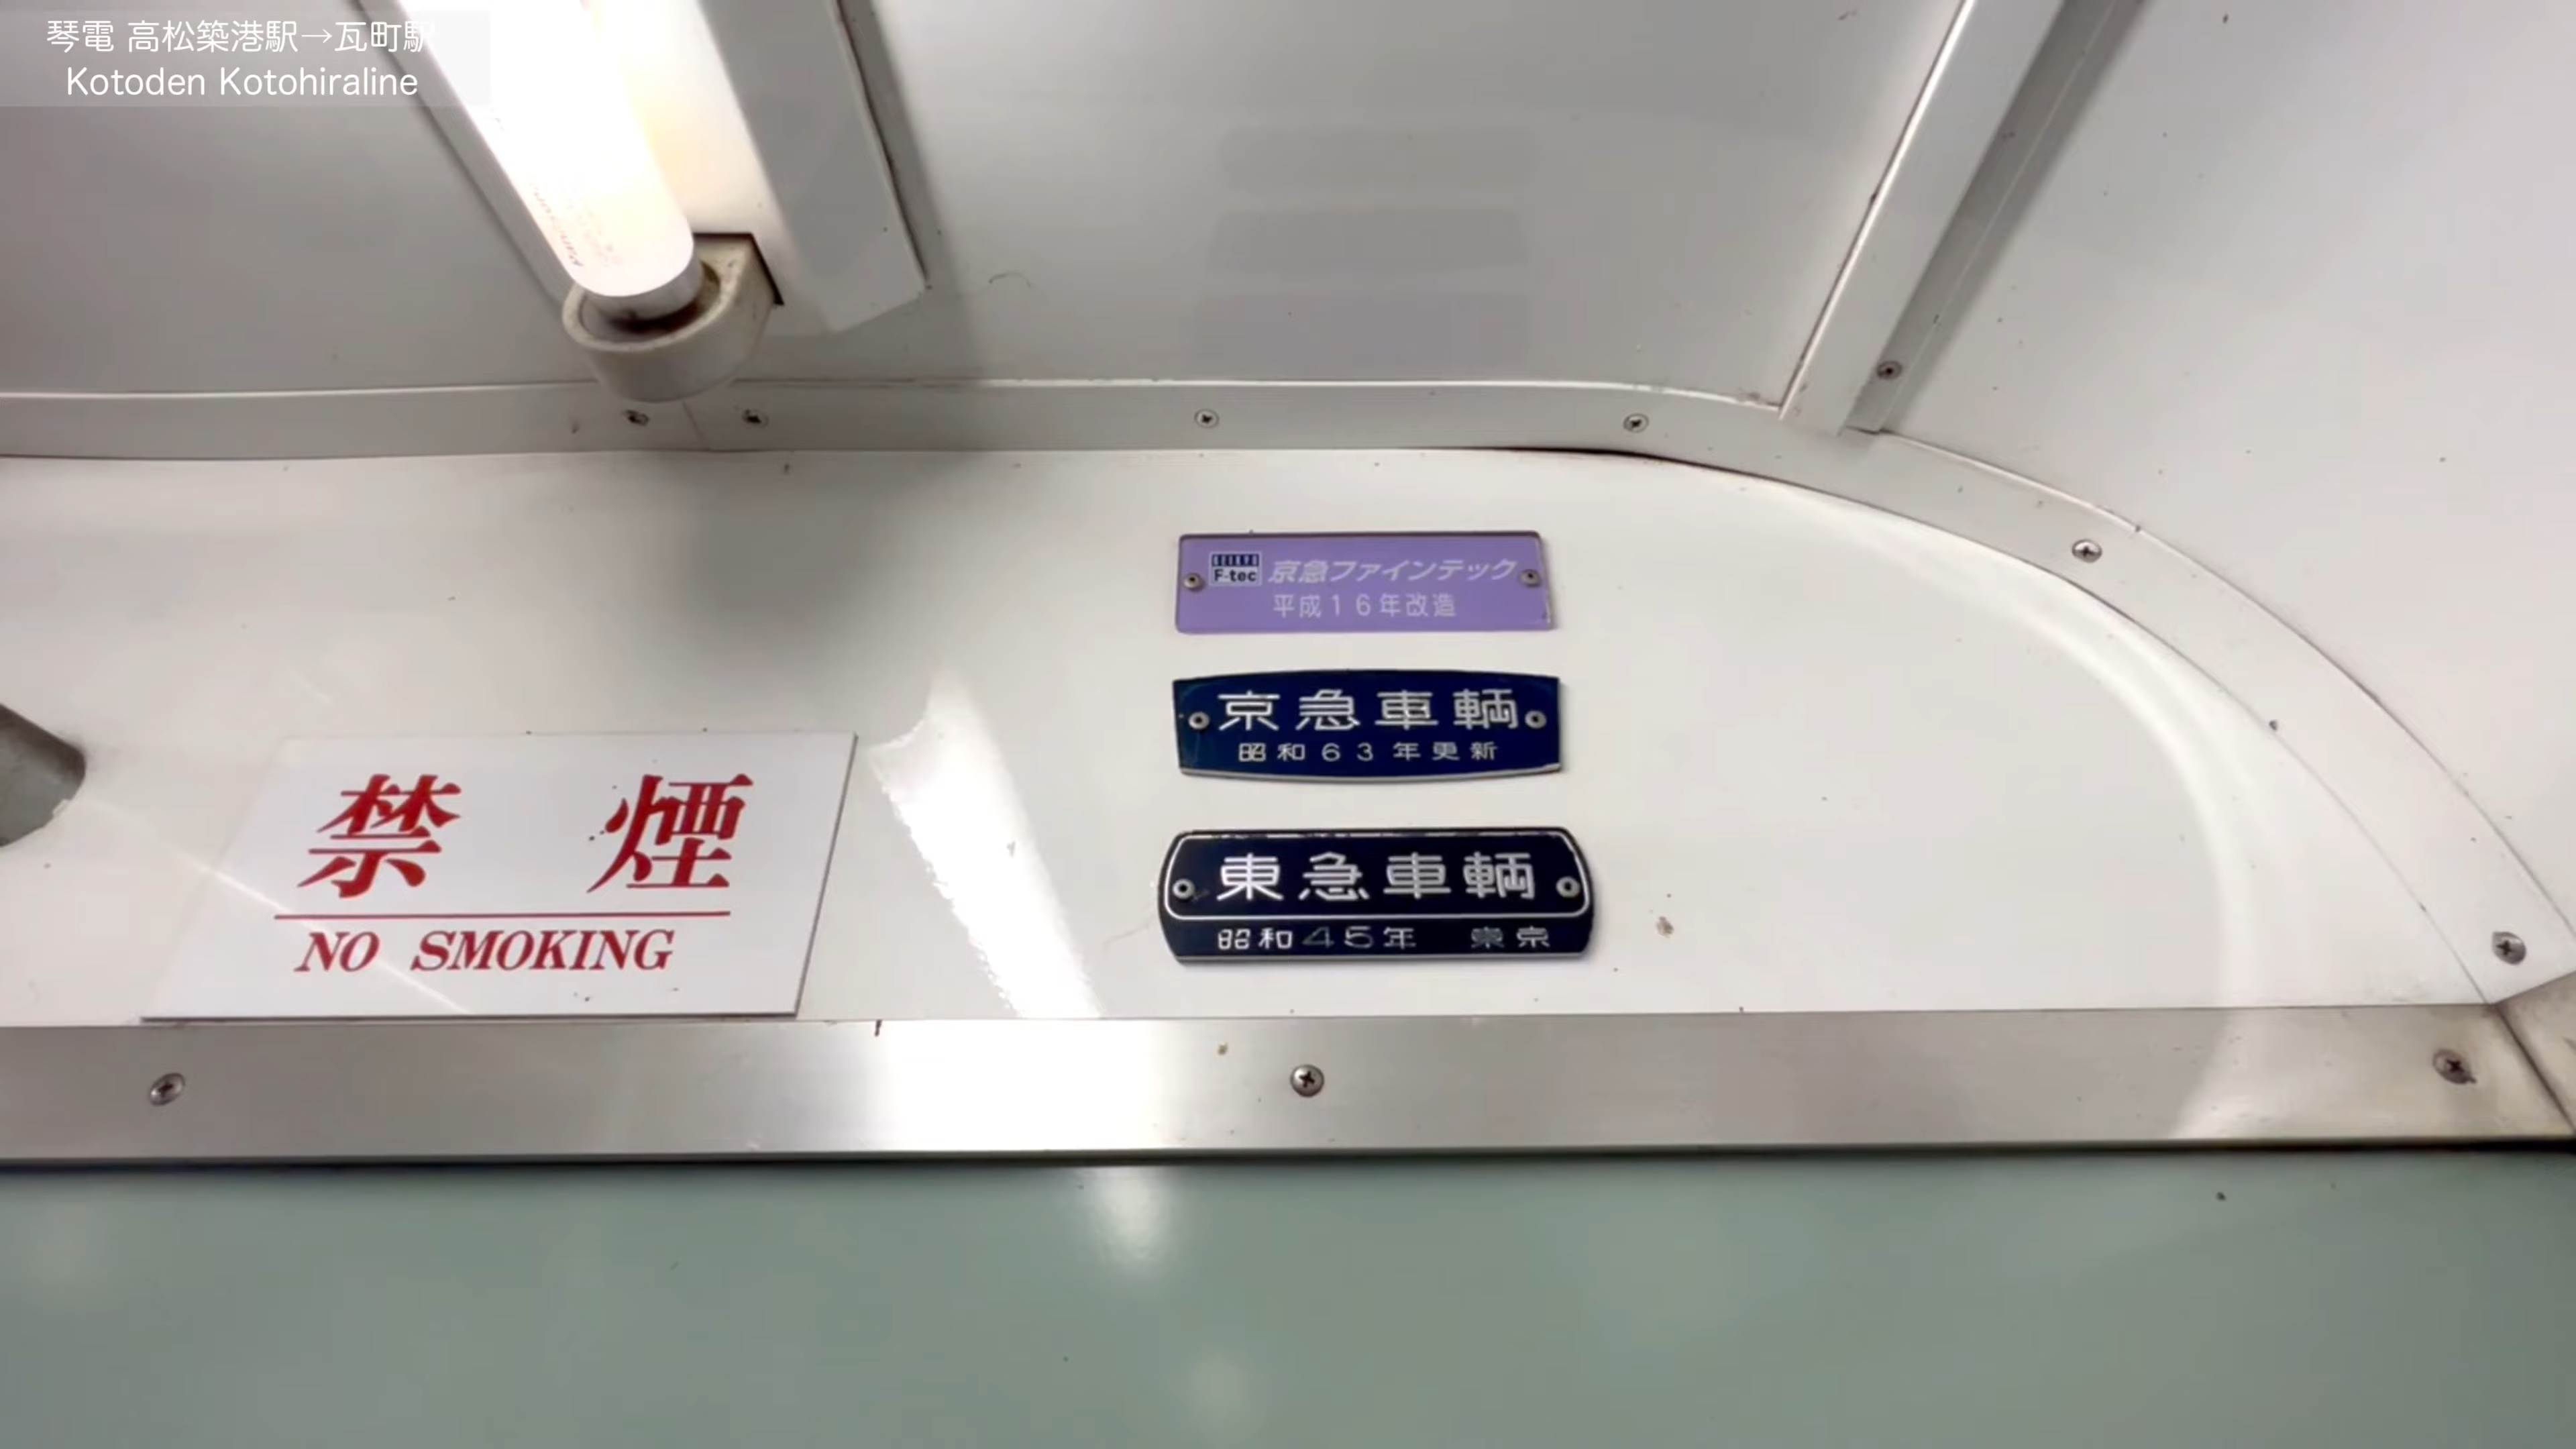 琴電 高松築港駅→瓦町駅
Kotoden Kotohiraline
F-tec 京急ファインテック
平成16年改造
京急車輌
昭和63年更新
東急車輌
昭和45年 東京
禁 煙
NO SMOKING